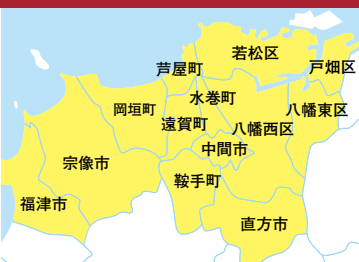 若松区
芦屋町
戸畑区
水巻町
岡垣町
八幡東区
遠賀町
八幡西区
中間市
宗像市
鞍手町
福津市
直方市